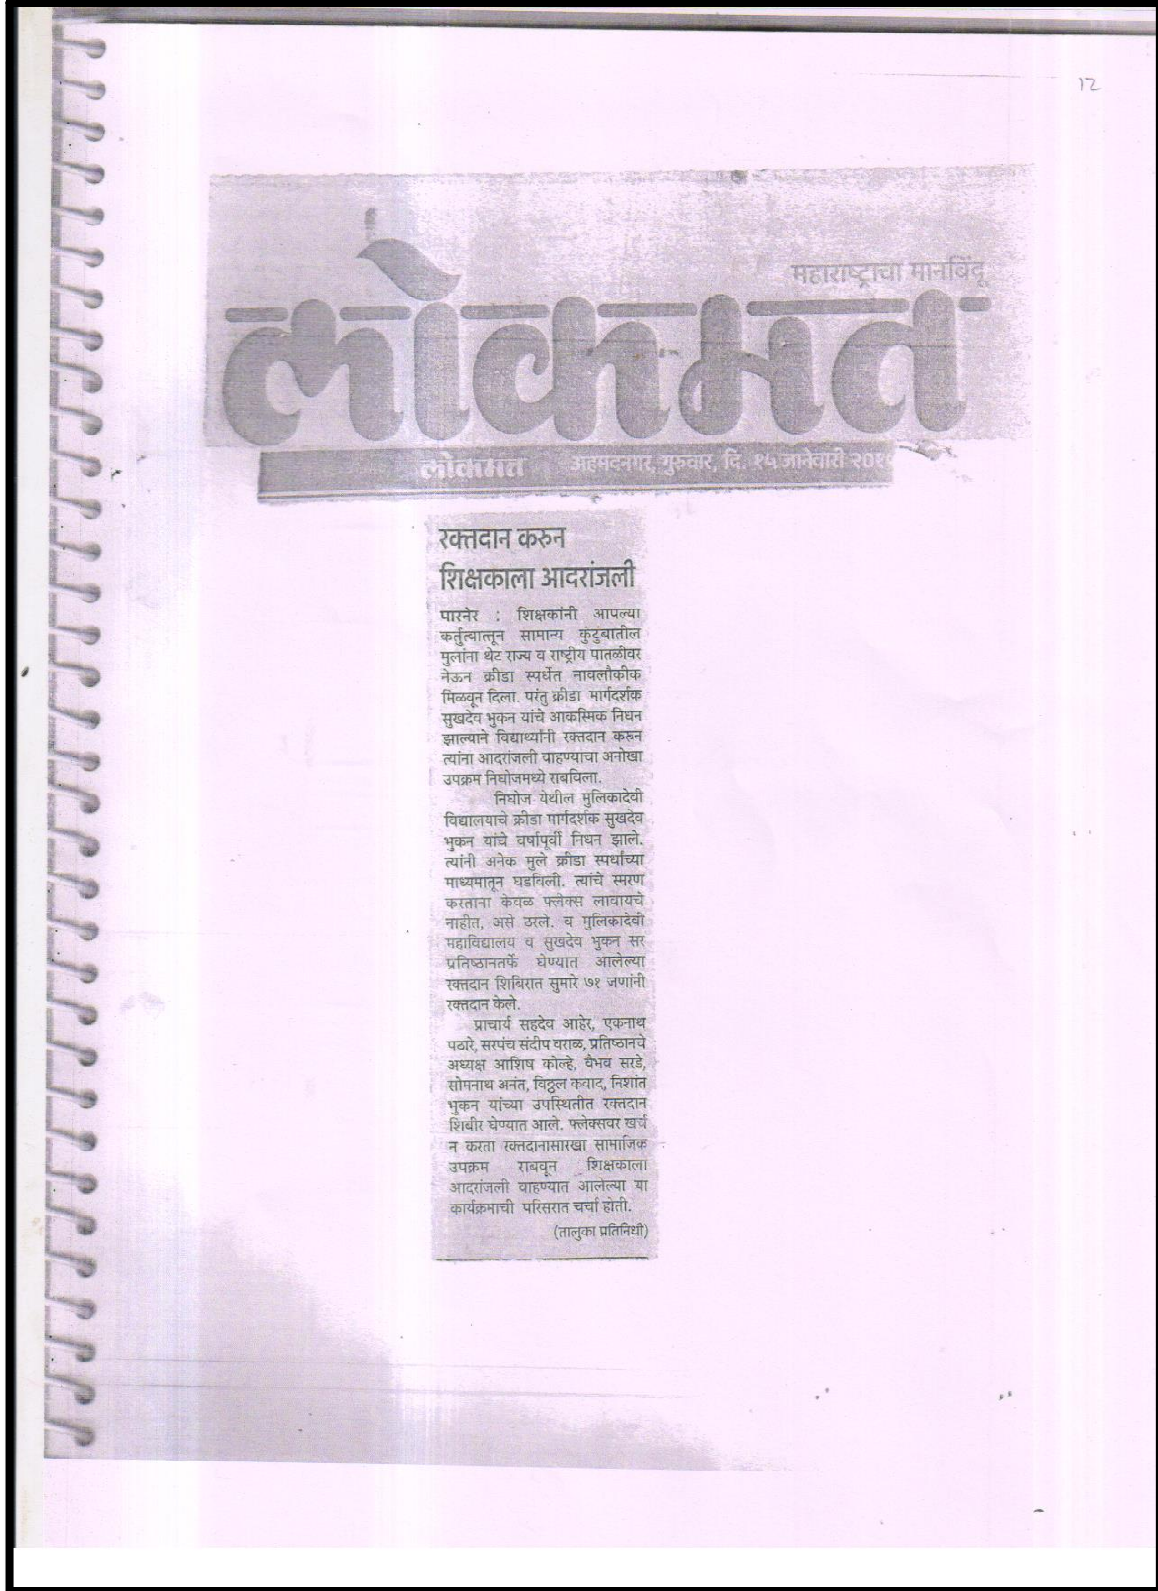 12
महाराष्ट्राचा मानबिंदू
लोकमत
लोकमत अहमदनगर, गुरुवार, दि. १५ जानेवारी २०१
रक्तदान करुन
शिक्षकाला आदरांजली
पारनेर : शिक्षकांनी आपल्या
कर्तुत्वातून सामान्य कुटुंबातील
मुलांना थेट राज्य व राष्ट्रीय पातळीवर
नेऊन क्रीडा स्पर्धेत नावलौकीक
मिळवून दिला. परंतु क्रीडा मार्गदर्शक
सुखदेव भुकन यांचे आकस्मिक निधन
झाल्याने विद्यार्थ्यांनी रक्तदान करून
त्यांना आदरांजली वाहण्याचा अनोखा
उपक्रम निघोजमध्ये राबविला.
निघोज येथील मुलिकादेवी
विद्यालयाचे क्रीडा मार्गदर्शक सुखदेव
भुकन यांचे वर्षापूर्वी निधन झाले.
त्यांनी अनेक मुले क्रीडा स्पर्धांच्या
माध्यमातून घडविली. त्यांचे स्मरण
करताना केवळ फ्लेक्स लावायचे
नाहीत, असे ठरले. व मुलिकादेवी
महाविद्यालय व सुखदेव भुकन सर
प्रतिष्ठानतर्फे घेण्यात आलेल्या
रक्तदान शिबिरात सुमारे ७१ जणांनी
रक्तदान केले.
प्राचार्य सहदेव आहेर, एकनाथ
पठारे, सरपंच संदीप वराळ, प्रतिष्ठानचे
अध्यक्ष आशिष कोल्हे, वैभव सरडे,
सोमनाथ अनंत, विठ्ठल कवाद, निशांत
भुकन यांच्या उपस्थितीत रक्तदान
शिबीर घेण्यात आले. फ्लेक्सवर खर्च
न करता रक्तदानासारखा सामाजिक
उपक्रम राबवून शिक्षकाला
आदरांजली वाहण्यात आलेल्या या
कार्यक्रमाची परिसरात चर्चा होती.
(तालुका प्रतिनिधी)